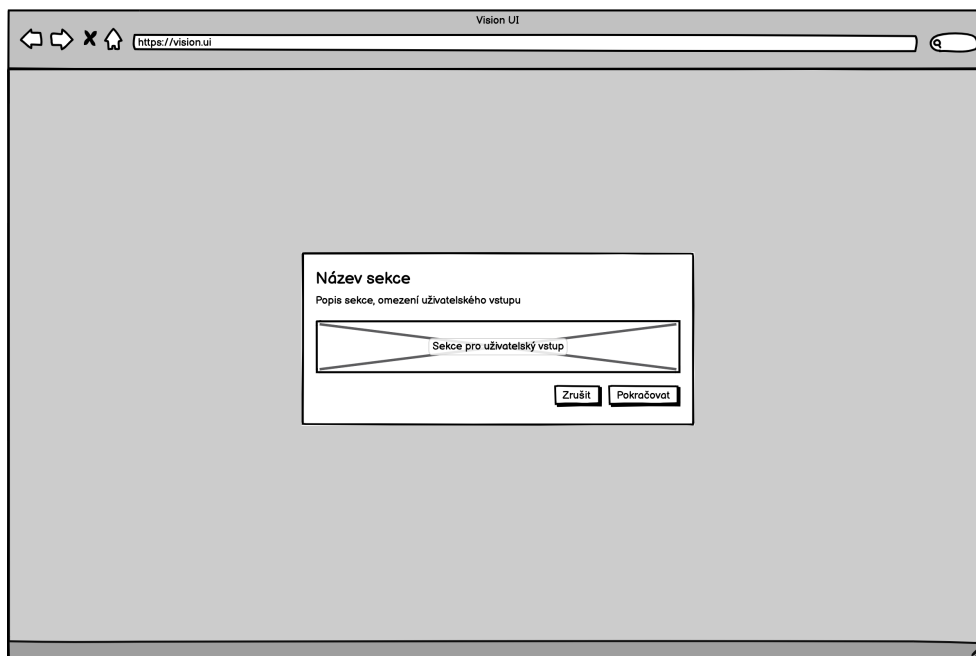 Vision UI
https://vision.ui
Název sekce
Popis sekce, omezení uživatelského vstupu
Sekce pro uživatelský vstup
Zrušit
Pokračovat